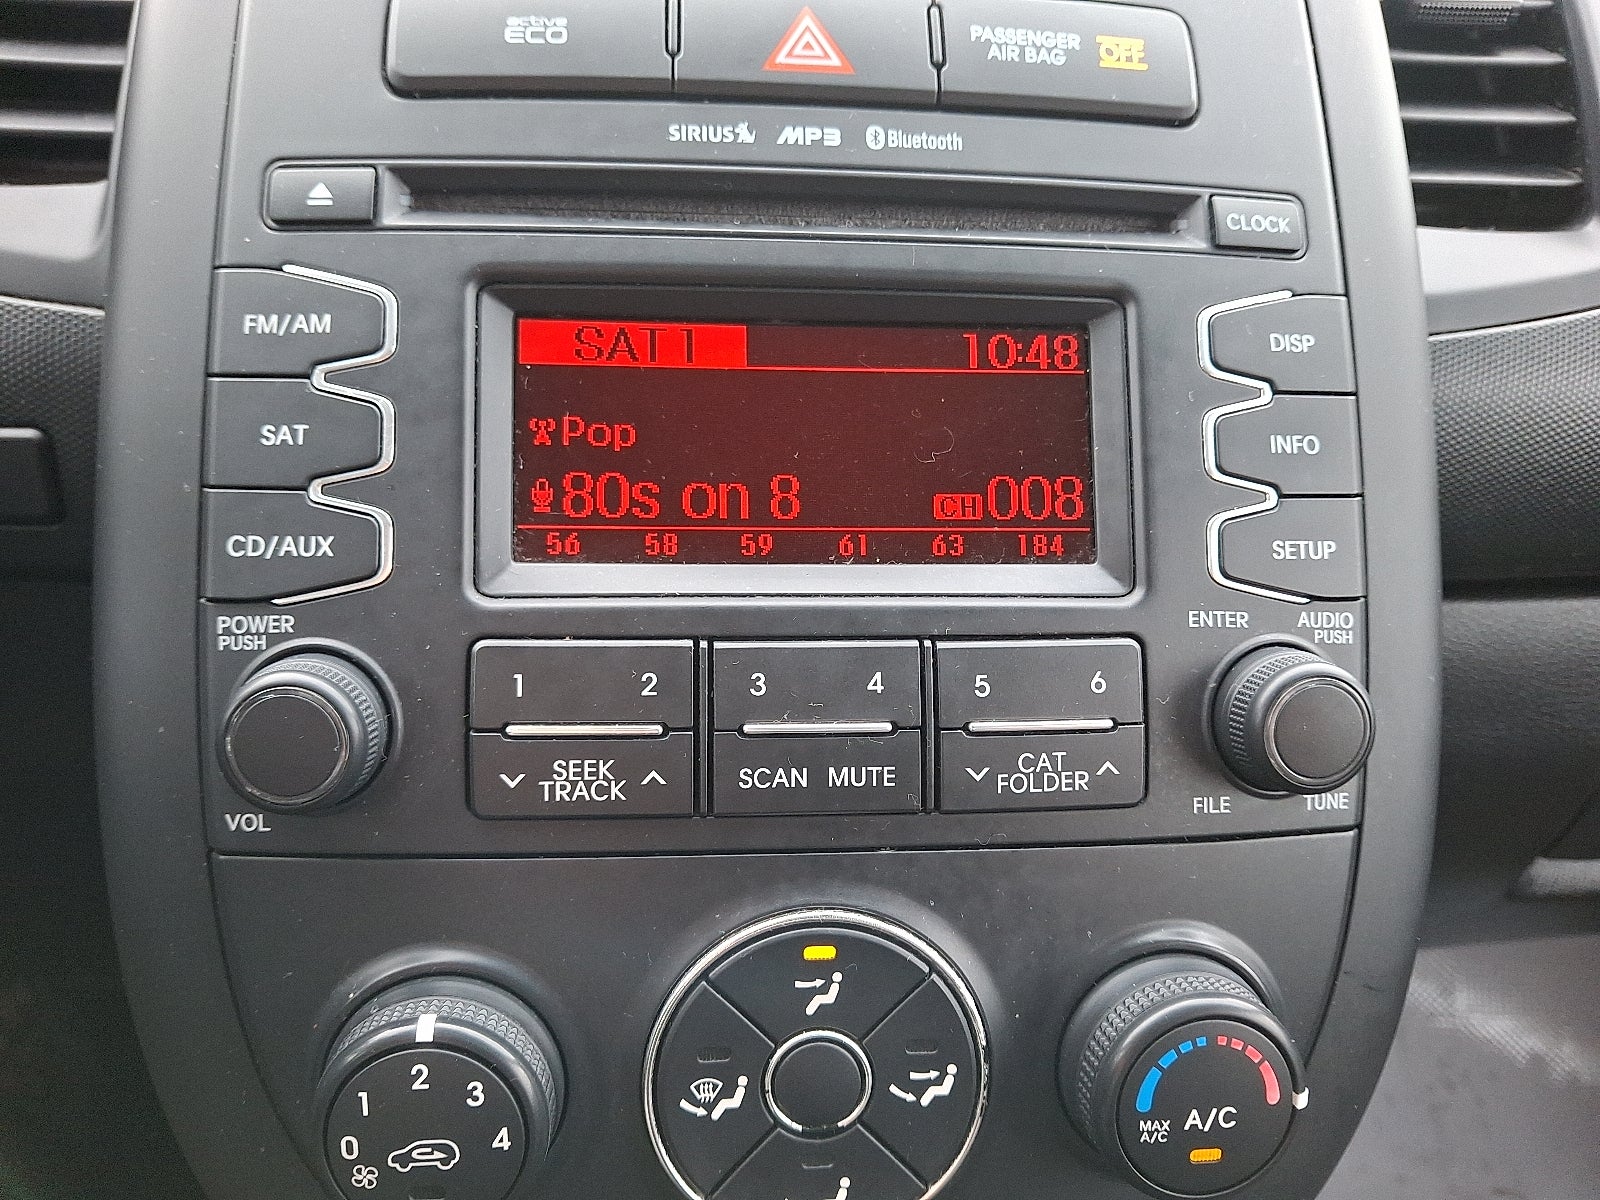 active
ECO
PASSENGER
AIR BAG
OFF
SIRIUS MP3 Bluetooth
CLOCK
FM/AM
SAT
CD/AUX
SAT1 10:48
Pop
80s on 8 CH 008
56 58 59 61 63 184
DISP
INFO
SETUP
POWER
PUSH
VOL
1 2 3 4 5 6
SEEK
TRACK
SCAN MUTE
CAT
FOLDER
ENTER AUDIO
PUSH
FILE TUNE
0 1 2 3 4
MAX
A/C
A/C